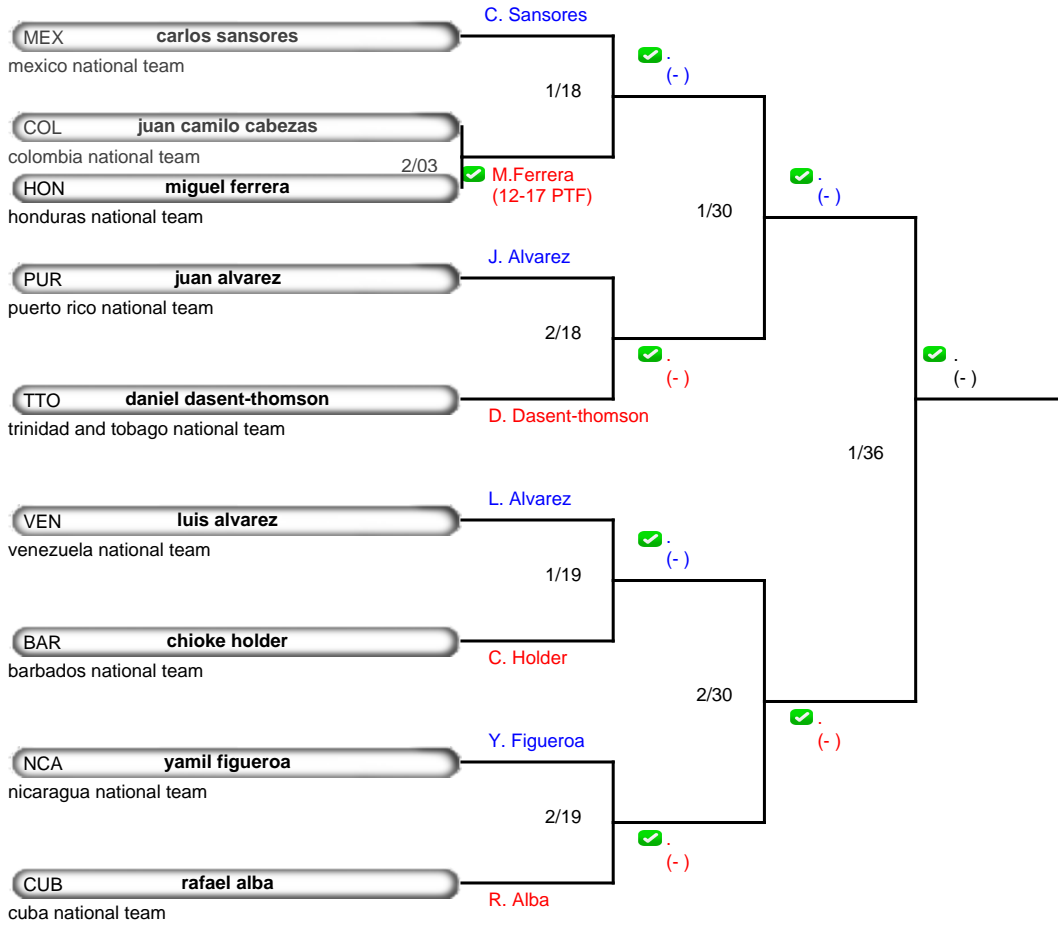 C. Sansores
MEX carlos sansores
mexico national team
.
(- )
1/18
COL juan camilo cabezas
colombia national team
2/03
M.Ferrera
(12-17 PTF)
HON miguel ferrera
honduras national team
.
(- )
1/30
J. Alvarez
PUR juan alvarez
puerto rico national team
2/18
.
(- )
.
(- )
TTO daniel dasent-thomson
D. Dasent-thomson
trinidad and tobago national team
1/36
L. Alvarez
VEN luis alvarez
venezuela national team
.
(- )
1/19
BAR chioke holder
C. Holder
barbados national team
2/30
.
(- )
Y. Figueroa
NCA yamil figueroa
nicaragua national team
2/19
.
(- )
CUB rafael alba
R. Alba
cuba national team